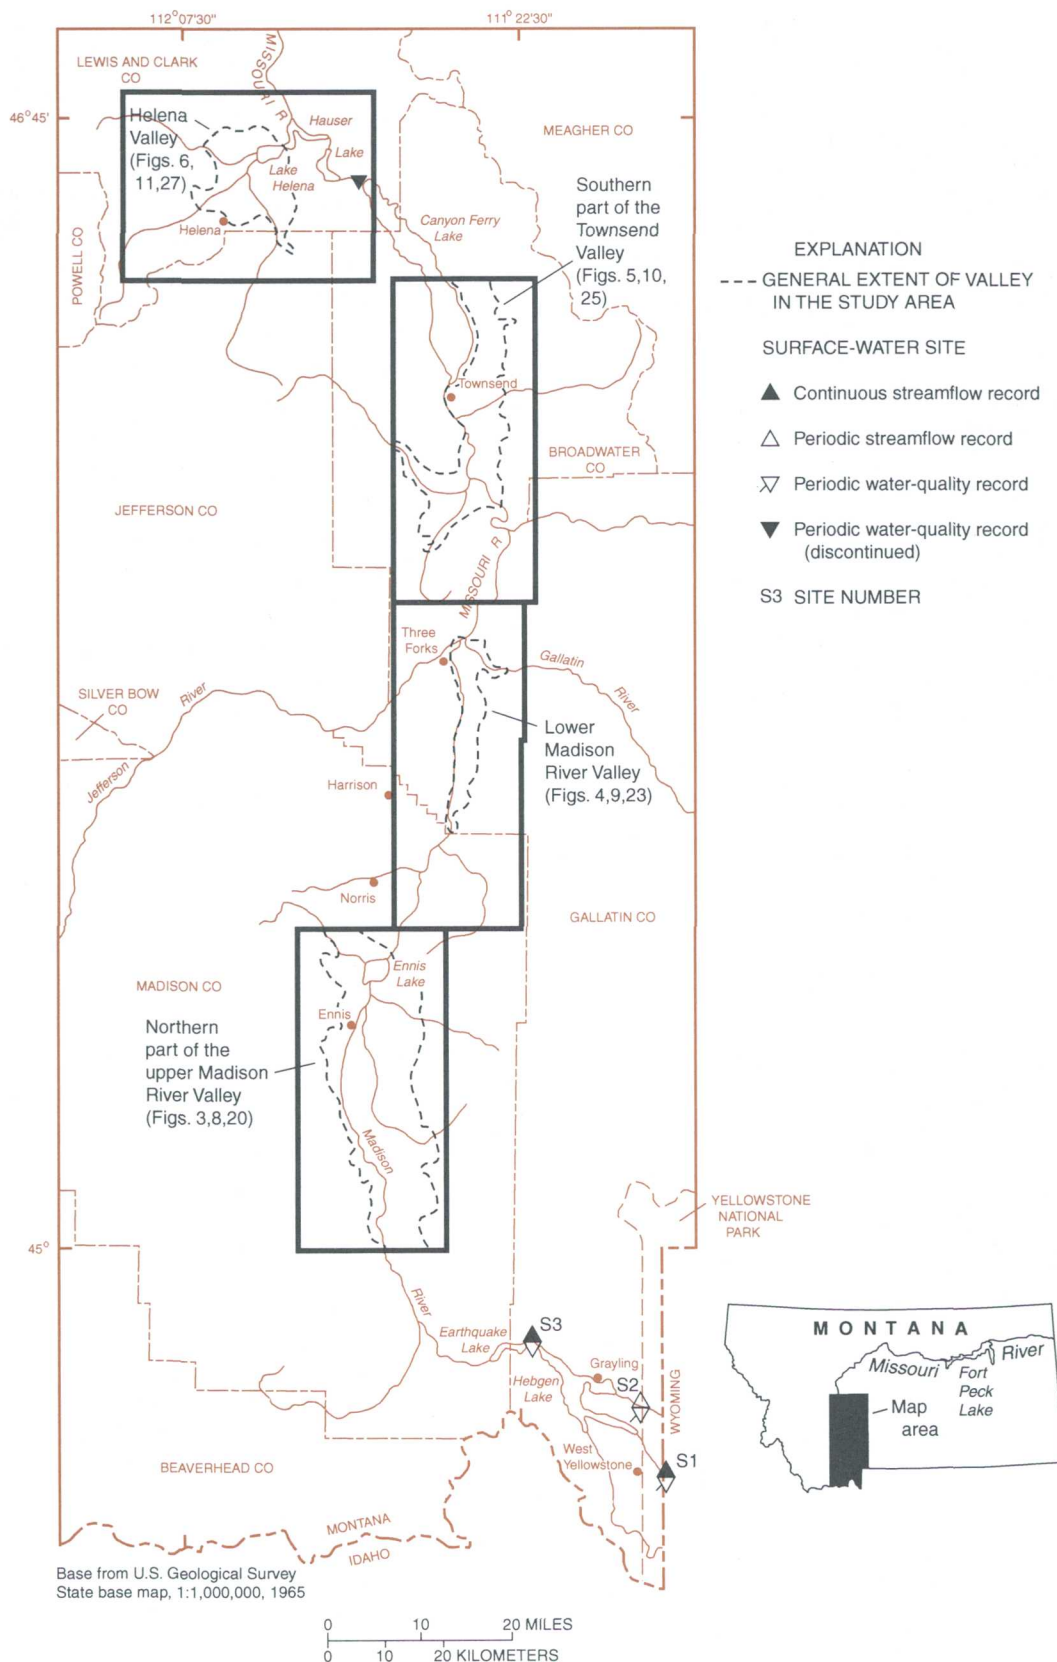 112°07'30"
111°22'30"
LEWIS AND CLARK
CO
MISSOURI R
46°45'
Helena
Valley
(Figs. 6,
11,27)
Hauser
Lake
Lake
Helena
Helena
MEAGHER CO
POWELL CO
Canyon Ferry
Lake
Southern
part of the
Townsend
Valley
(Figs. 5,10,
25)
Townsend
BROADWATER
CO
JEFFERSON CO
MISSOURI R
Three
Forks
Gallatin
River
SILVER BOW
CO
River
Jefferson
Lower
Madison
River Valley
(Figs. 4,9,23)
Harrison
Norris
GALLATIN CO
MADISON CO
Ennis
Lake
Ennis
Northern
part of the
upper Madison
River Valley
(Figs. 3,8,20)
Madison
YELLOWSTONE
NATIONAL
PARK
45°
River
Earthquake
Lake
S3
Grayling
Hebgen
Lake
S2
WYOMING
West
Yellowstone
S1
BEAVERHEAD CO
MONTANA
IDAHO
EXPLANATION
GENERAL EXTENT OF VALLEY
IN THE STUDY AREA
SURFACE-WATER SITE
Continuous streamflow record
Periodic streamflow record
Periodic water-quality record
Periodic water-quality record
(discontinued)
S3 SITE NUMBER
MONTANA
Missouri River
Fort
Peck
Lake
Map
area
Base from U.S. Geological Survey
State base map, 1:1,000,000, 1965
0 10 20 MILES
0 10 20 KILOMETERS